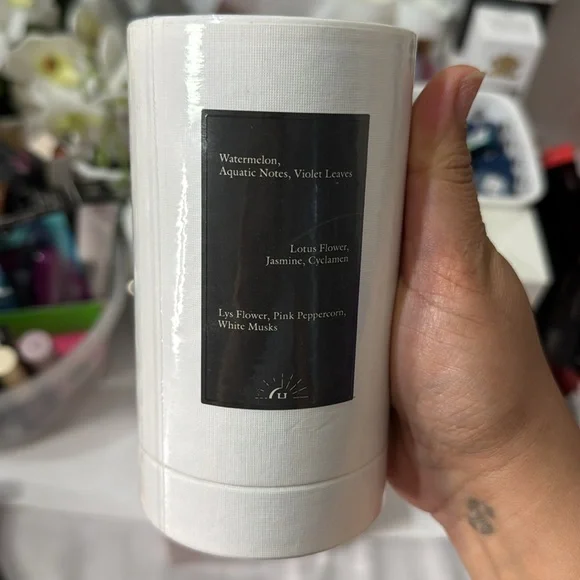 Watermelon,
Aquatic Notes, Violet Leaves
Lotus Flower,
Jasmine, Cyclamen
Lys Flower, Pink Peppercorn,
White Musks